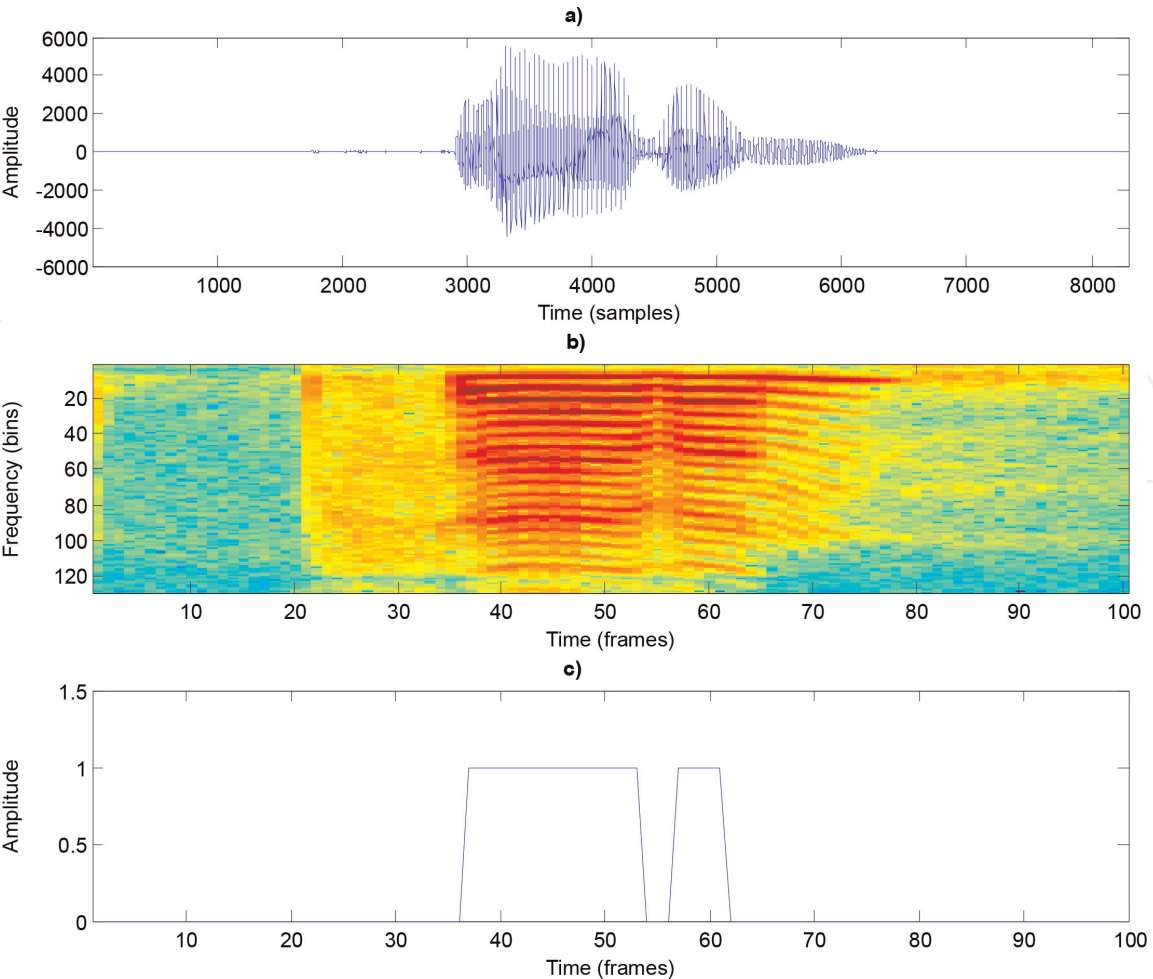 a)
6000
4000
2000
0
-2000
-4000
-6000
Amplitude
1000 2000 3000 4000 5000 6000 7000 8000
Time (samples)
b)
20
40
60
80
100
120
Frequency (bins)
10 20 30 40 50 60 70 80 90 100
Time (frames)
c)
1.5
1
0.5
0
Amplitude
10 20 30 40 50 60 70 80 90 100
Time (frames)